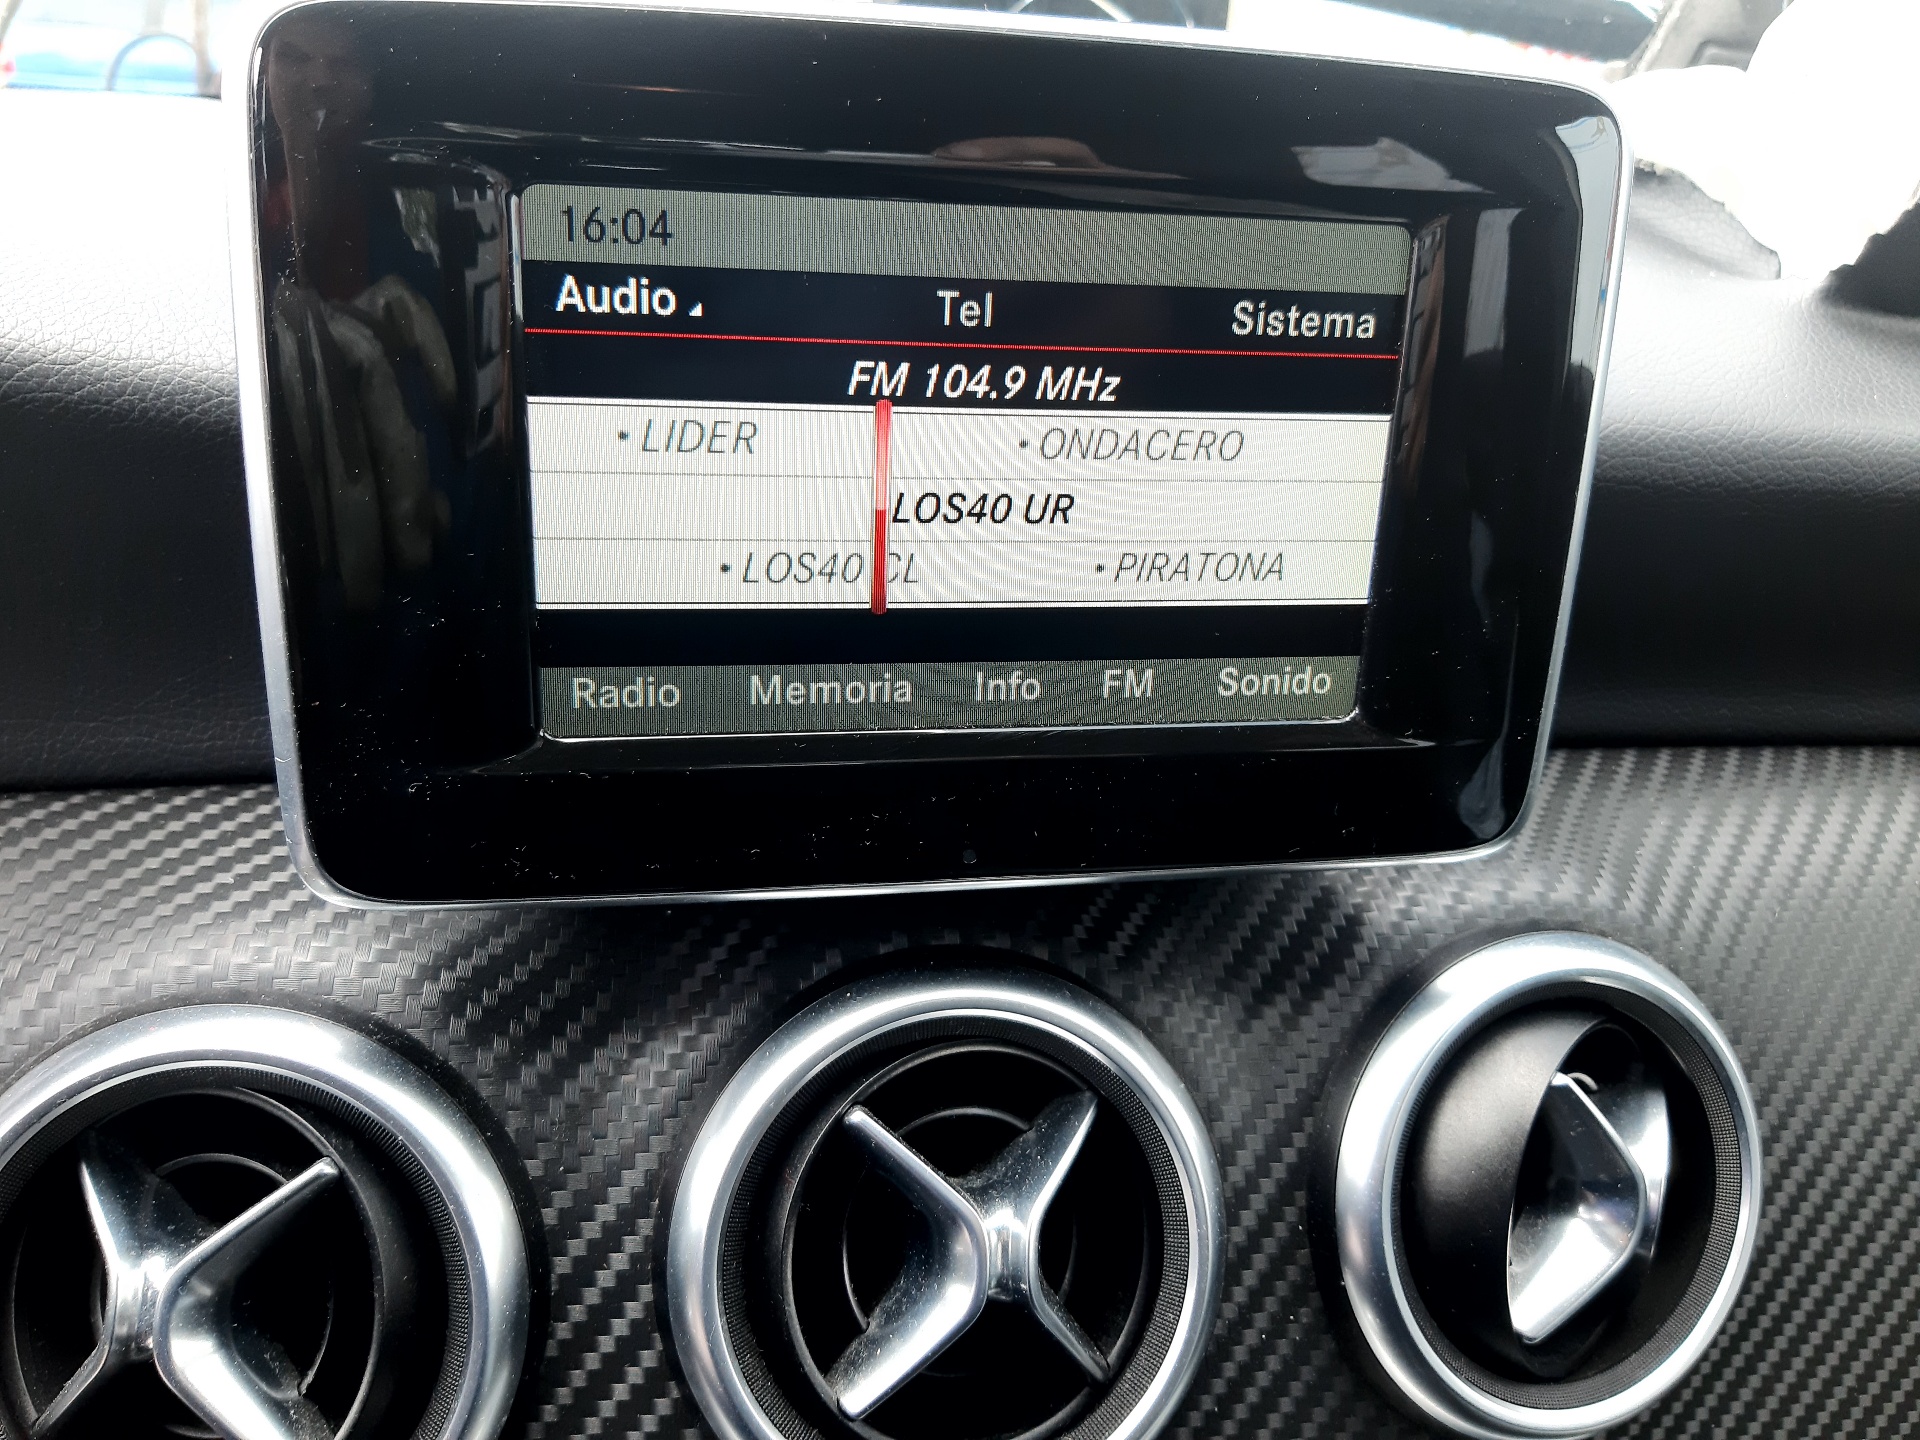 16:04
Audio Tel Sistema
FM 104.9 MHz
• LIDER • ONDACERO
LOS40 UR
• LOS40 CL • PIRATONA
Radio Memoria Info FM Sonido